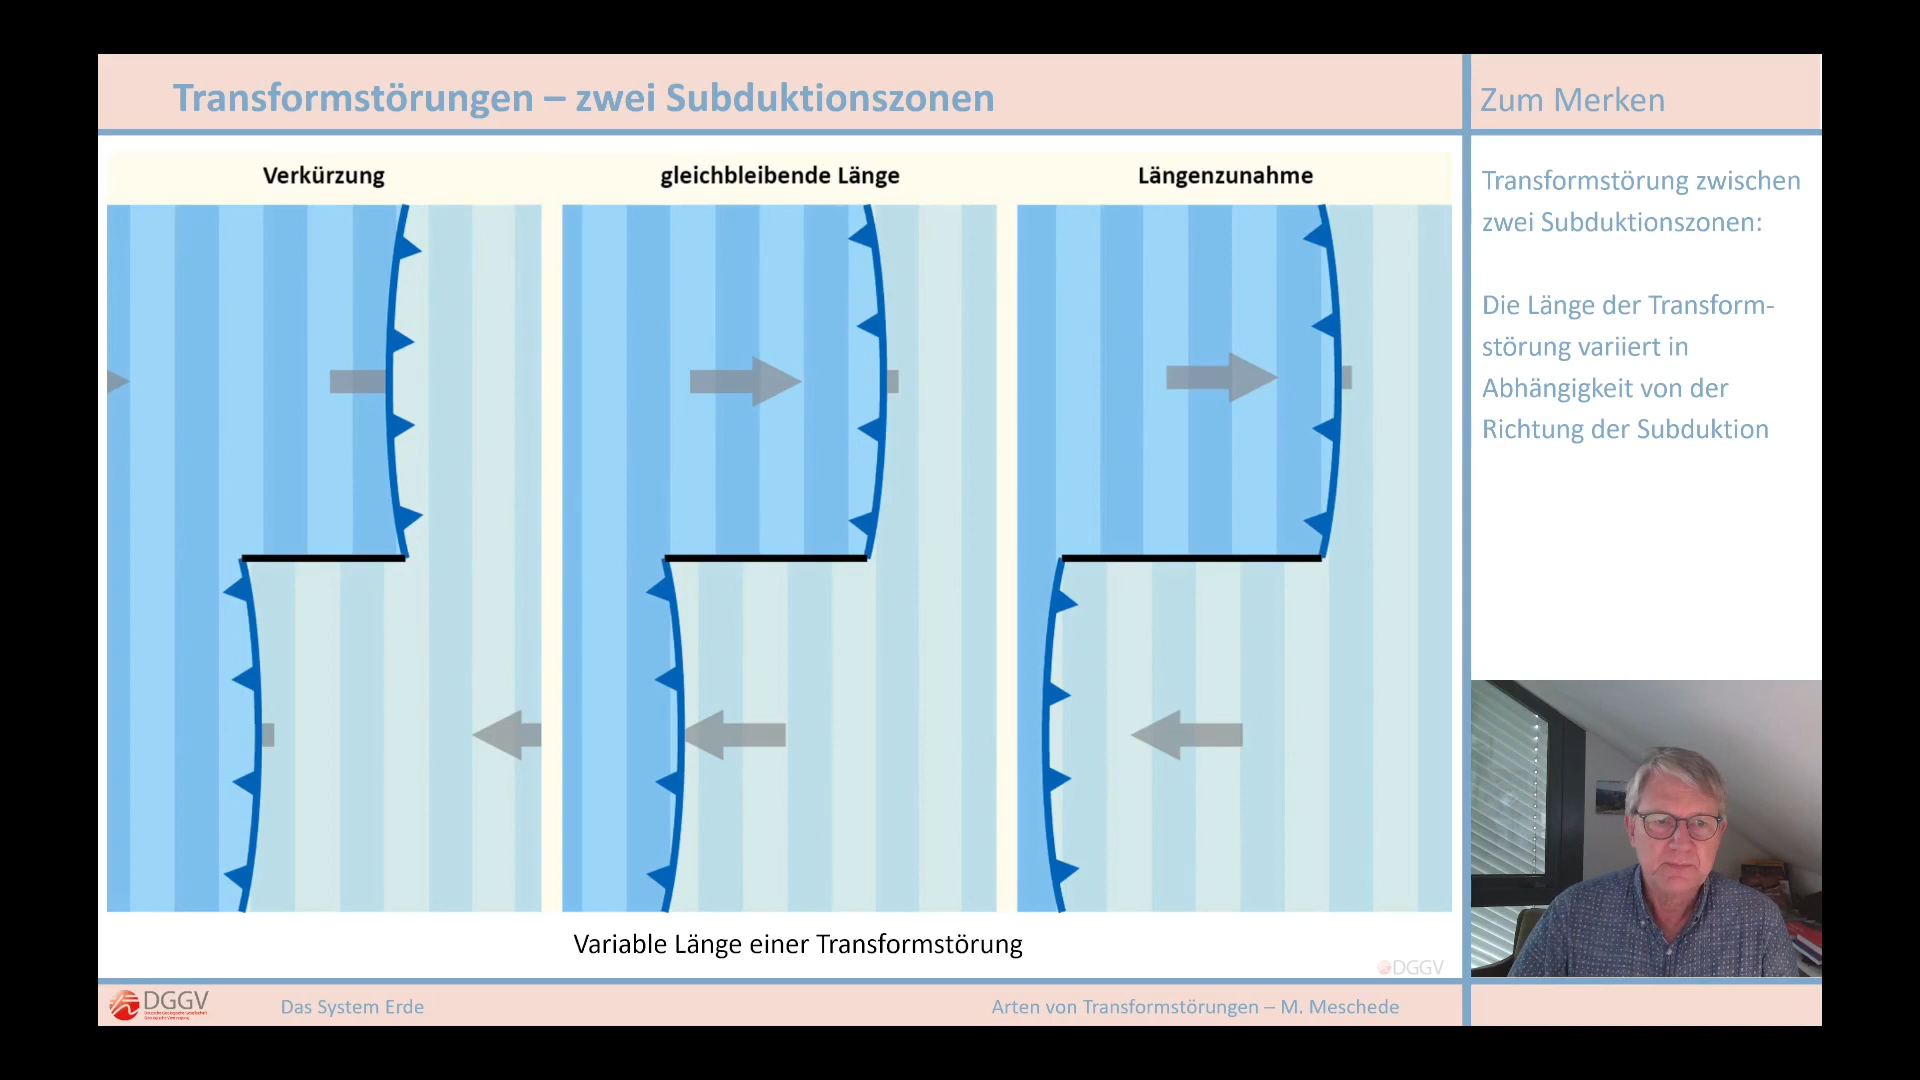 Transformstörungen – zwei Subduktionszonen
Zum Merken
Verkürzung
gleichbleibende Länge
Längenzunahme
Transformstörung zwischen
zwei Subduktionszonen:
Die Länge der Transform-
störung variiert in
Abhängigkeit von der
Richtung der Subduktion
Variable Länge einer Transformstörung
DGGV
DGGV
Das System Erde
Arten von Transformstörungen – M. Meschede